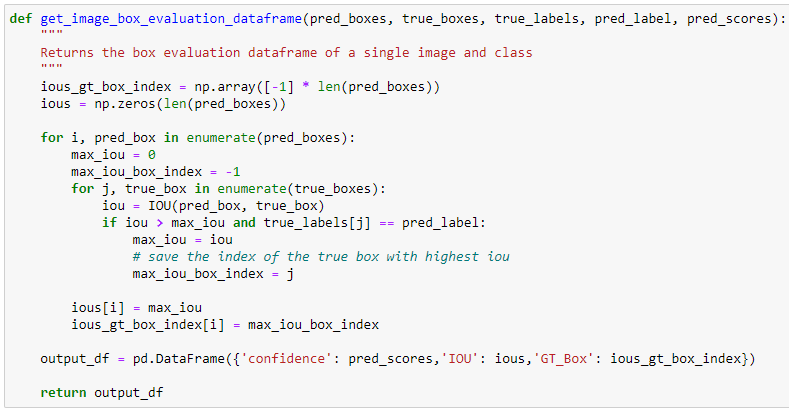 def get_image_box_evaluation_dataframe(pred_boxes, true_boxes, true_labels, pred_label, pred_scores):
    """
    Returns the box evaluation dataframe of a single image and class
    """
    ious_gt_box_index = np.array([-1] * len(pred_boxes))
    ious = np.zeros(len(pred_boxes))

    for i, pred_box in enumerate(pred_boxes):
        max_iou = 0
        max_iou_box_index = -1
        for j, true_box in enumerate(true_boxes):
            iou = IOU(pred_box, true_box)
            if iou > max_iou and true_labels[j] == pred_label:
                max_iou = iou
                # save the index of the true box with highest iou
                max_iou_box_index = j

        ious[i] = max_iou
        ious_gt_box_index[i] = max_iou_box_index

    output_df = pd.DataFrame({'confidence': pred_scores,'IOU': ious,'GT_Box': ious_gt_box_index})

    return output_df